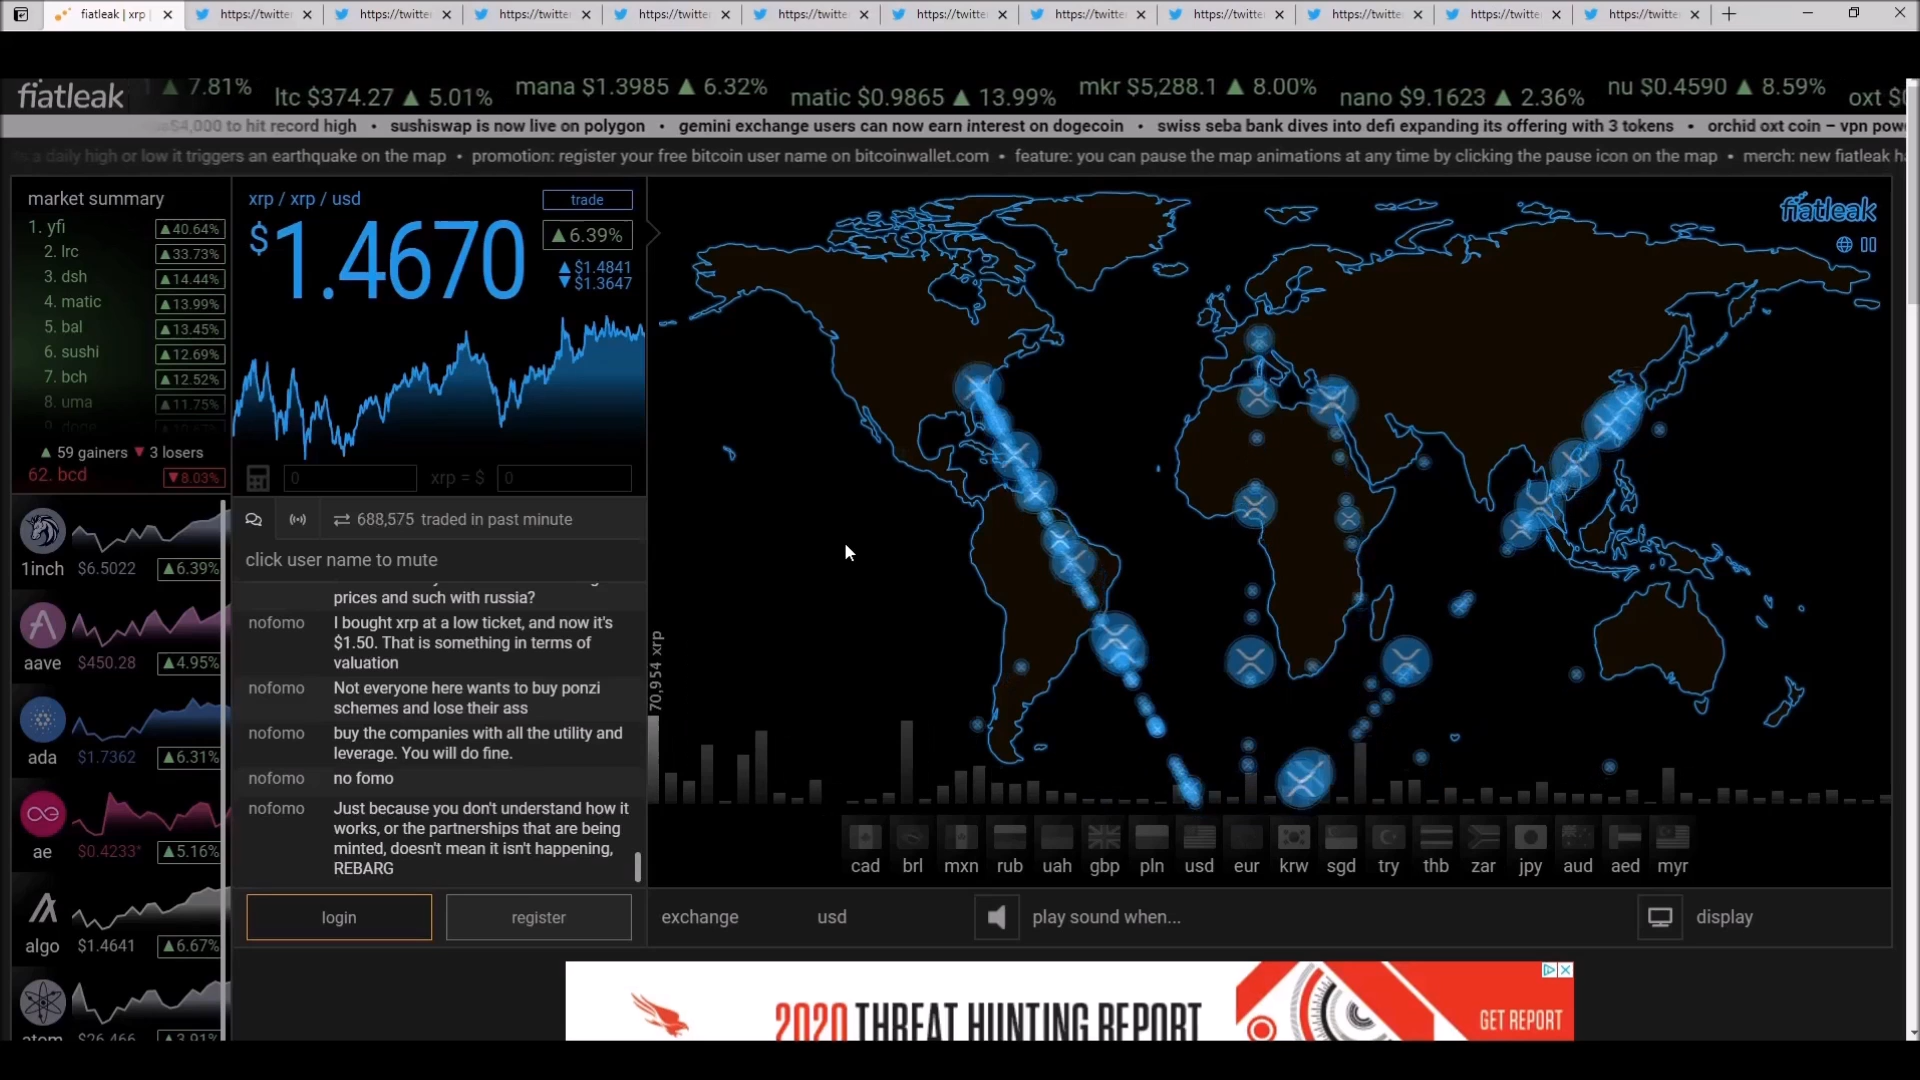 fiatleak | xrp |
https://twitte
https://twitte
https://twitte
https://twitte
https://twitte
https://twitte
https://twitte
https://twitte
https://twitte
https://twitte
https://twitte
fiatleak
▲ 7.81%
ltc $374.27 ▲ 5.01%
mana $1.3985 ▲ 6.32%
matic $0.9865 ▲ 13.99%
mkr $5,288.1 ▲ 8.00%
nano $9.1623 ▲ 2.36%
nu $0.4590 ▲ 8.59%
oxt $
$4,000 to hit record high • sushiswap is now live on polygon • gemini exchange users can now earn interest on dogecoin • swiss seba bank dives into defi expanding its offering with 3 tokens • orchid oxt coin – vpn pow
a daily high or low it triggers an earthquake on the map • promotion: register your free bitcoin user name on bitcoinwallet.com • feature: you can pause the map animations at any time by clicking the pause icon on the map • merch: new fiatleak h
market summary
1. yfi ▲40.64%
2. lrc ▲33.73%
3. dsh ▲14.44%
4. matic ▲13.99%
5. bal ▲13.45%
6. sushi ▲12.69%
7. bch ▲12.52%
8. uma ▲11.75%
9. doge
▲ 59 gainers ▼ 3 losers
62. bcd ▼8.03%
1inch $6.5022 ▲6.39%
aave $450.28 ▲4.95%
ada $1.7362 ▲6.31%
ae $0.4233* ▲5.16%
algo $1.4641 ▲6.67%
atom $26.466 ▲3.91%
xrp / xrp / usd
trade
$1.4670
▲6.39%
▲$1.4841
▼$1.3647
0 xrp = $ 0
688,575 traded in past minute
click user name to mute
prices and such with russia?
nofomo I bought xrp at a low ticket, and now it's
$1.50. That is something in terms of
valuation
nofomo Not everyone here wants to buy ponzi
schemes and lose their ass
nofomo buy the companies with all the utility and
leverage. You will do fine.
nofomo no fomo
nofomo Just because you don't understand how it
works, or the partnerships that are being
minted, doesn't mean it isn't happening,
REBARG
login
register
fiatleak
70,954 xrp
cad brl mxn rub uah gbp pln usd eur krw sgd try thb zar jpy aud aed myr
exchange
usd
play sound when...
display
2020 THREAT HUNTING REPORT
GET REPORT